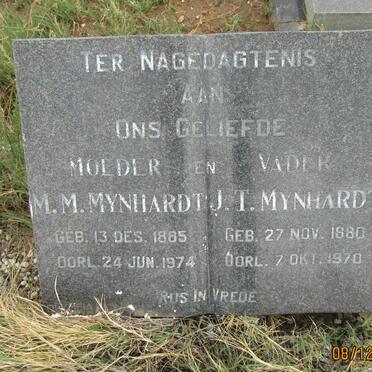 TER NAGEDAGTENIS
AAN
ONS GELIEFDE
MOEDER EN VADER
M. M. MYNHARDT J. T. MYNHARDT
GEB. 13 DES. 1885 GEB. 27 NOV. 1880
OORL. 24 JUN. 1974 OORL. 7 OKT. 1970
RUS IN VREDE
08/12